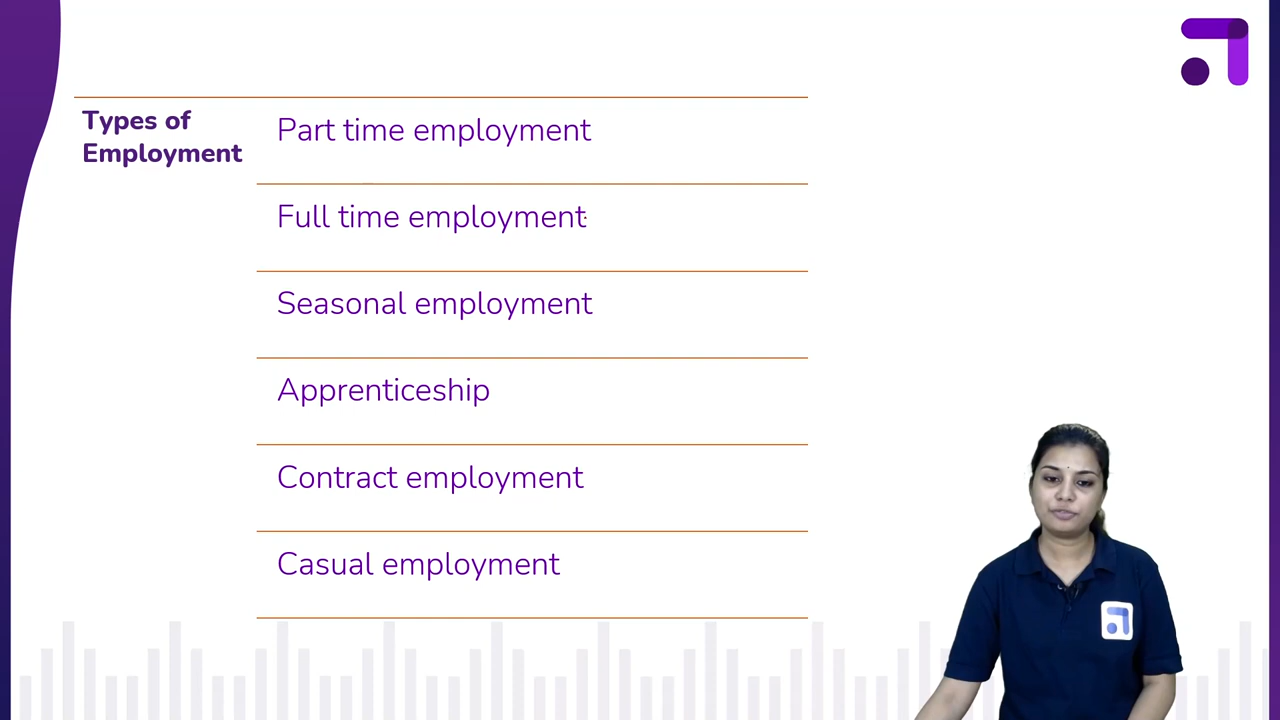 Types of
Employment
Part time employment
Full time employment
Seasonal employment
Apprenticeship
Contract employment
Casual employment